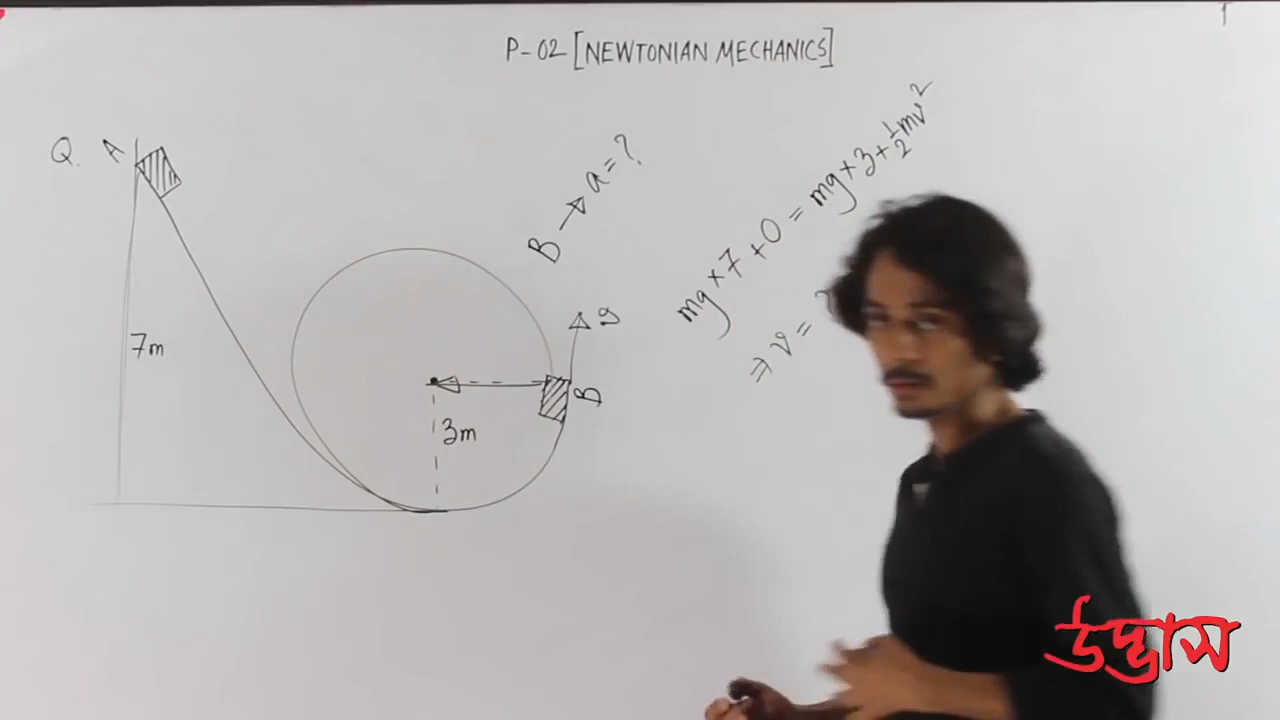 P-02 [NEWTONIAN MECHANICS]
Q. A
B → a = ?
mg×7 + 0 = mg×3 + ½mv²
⇒ v = ?
7m
v
B
3m
উদ্ভাস